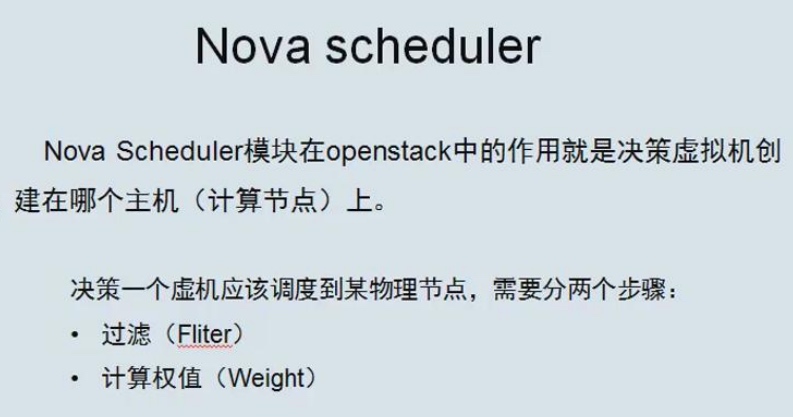 Nova scheduler
Nova Scheduler模块在openstack中的作用就是决策虚拟机创
建在哪个主机（计算节点）上。
决策一个虚机应该调度到某物理节点，需要分两个步骤：
• 过滤（Fliter）
• 计算权值（Weight）